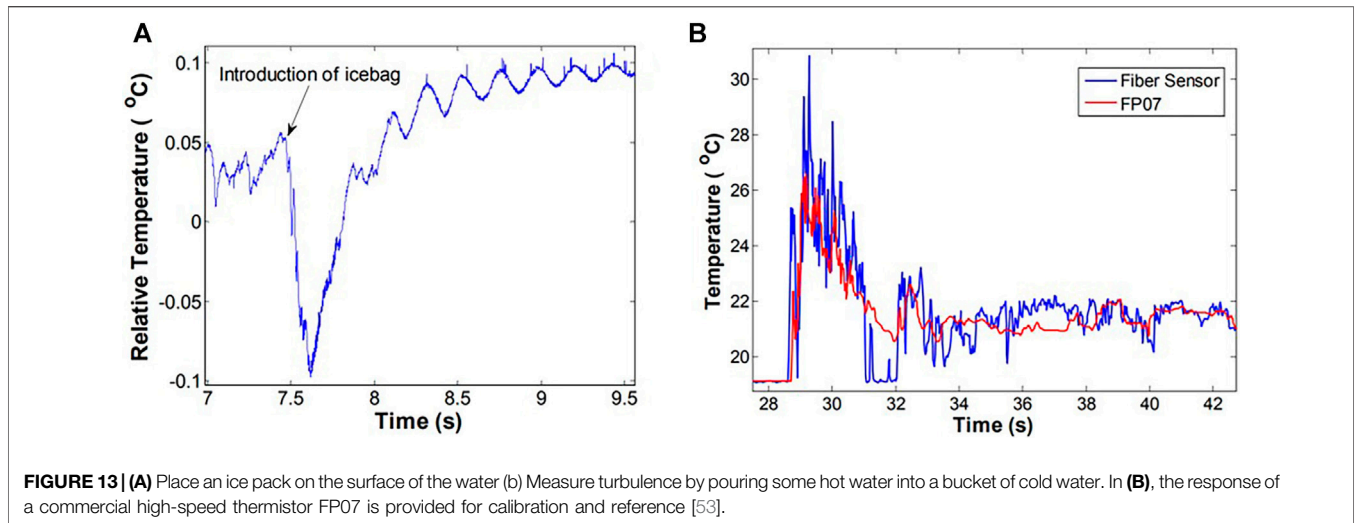 A
Introduction of icebag
Relative Temperature ( °C)
0.1
0.05
0
-0.05
-0.1
7
7.5
8
8.5
9
9.5
Time (s)
B
Fiber Sensor
FP07
Temperature ( °C)
30
28
26
24
22
20
28
30
32
34
36
38
40
42
Time (s)
FIGURE 13 | (A) Place an ice pack on the surface of the water (b) Measure turbulence by pouring some hot water into a bucket of cold water. In (B), the response of
a commercial high-speed thermistor FP07 is provided for calibration and reference [53].